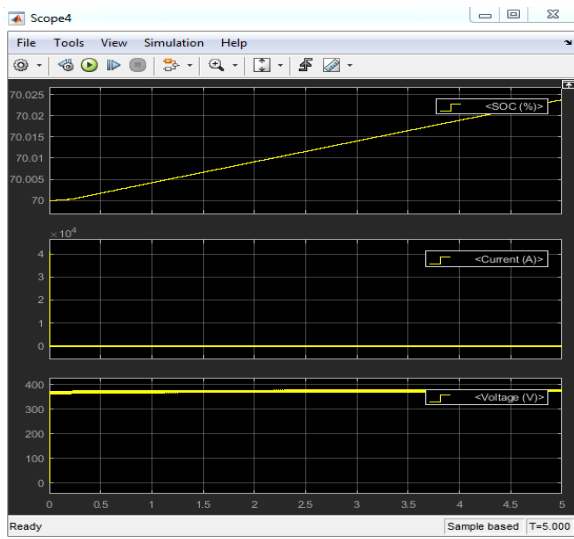 Scope4
File Tools View Simulation Help
70.025
<SOC (%)>
70.02
70.015
70.01
70.005
70
×10⁴
4
<Current (A)>
3
2
1
0
400
<Voltage (V)>
300
200
100
0
0 0.5 1 1.5 2 2.5 3 3.5 4 4.5 5
Ready Sample based T=5.000